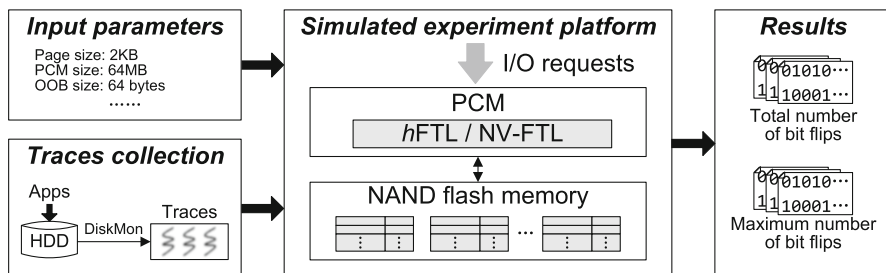 Input parameters
Page size: 2KB
PCM size: 64MB
OOB size: 64 bytes
……
Traces collection
Apps
HDD
DiskMon
Traces
Simulated experiment platform
I/O requests
PCM
hFTL / NV-FTL
NAND flash memory
...
Results
01010…
10001…
Total number
of bit flips
01010…
10001…
Maximum number
of bit flips